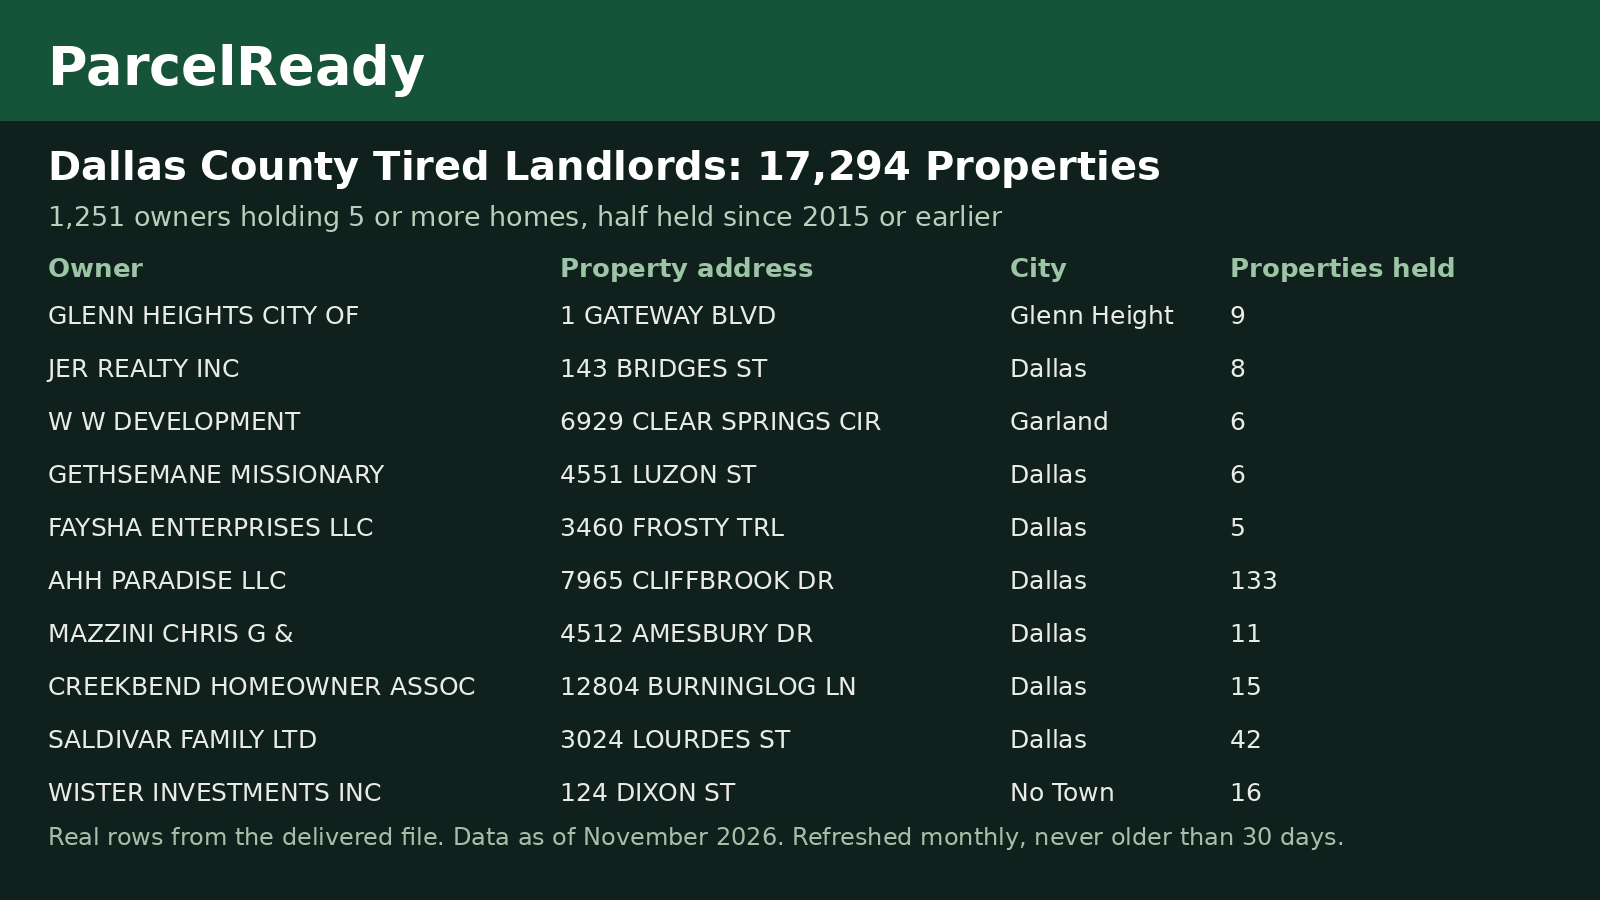 ParcelReady
Dallas County Tired Landlords: 17,294 Properties
1,251 owners holding 5 or more homes, half held since 2015 or earlier
Owner Property address City Properties held
GLENN HEIGHTS CITY OF 1 GATEWAY BLVD Glenn Height 9
JER REALTY INC 143 BRIDGES ST Dallas 8
W W DEVELOPMENT 6929 CLEAR SPRINGS CIR Garland 6
GETHSEMANE MISSIONARY 4551 LUZON ST Dallas 6
FAYSHA ENTERPRISES LLC 3460 FROSTY TRL Dallas 5
AHH PARADISE LLC 7965 CLIFFBROOK DR Dallas 133
MAZZINI CHRIS G & 4512 AMESBURY DR Dallas 11
CREEKBEND HOMEOWNER ASSOC 12804 BURNINGLOG LN Dallas 15
SALDIVAR FAMILY LTD 3024 LOURDES ST Dallas 42
WISTER INVESTMENTS INC 124 DIXON ST No Town 16
Real rows from the delivered file. Data as of November 2026. Refreshed monthly, never older than 30 days.